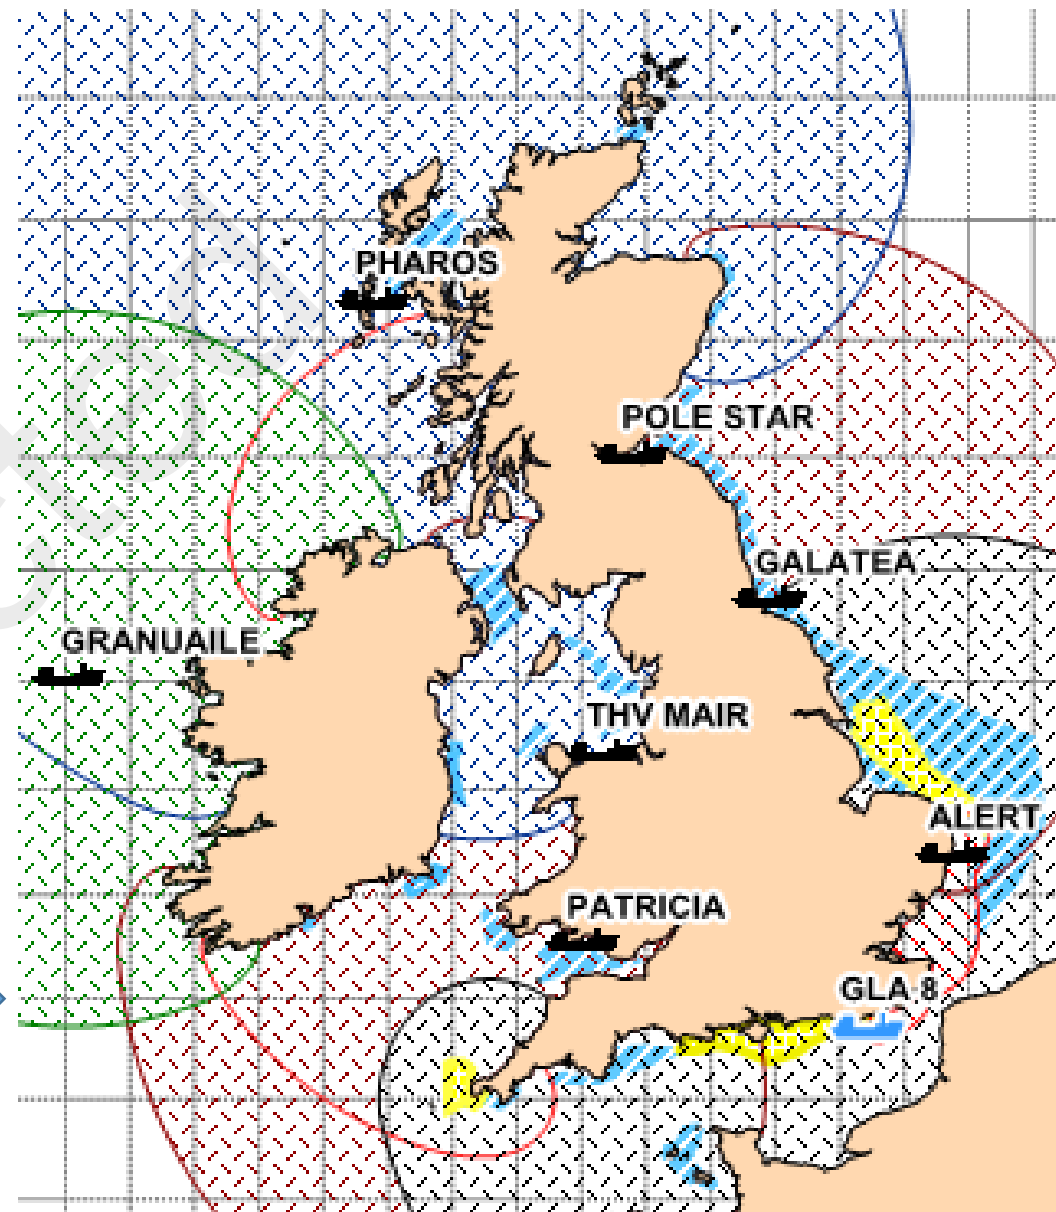 PHAROS
POLE STAR
GALATEA
GRANUAILE
THV MAIR
ALERT
PATRICIA
GLA 8